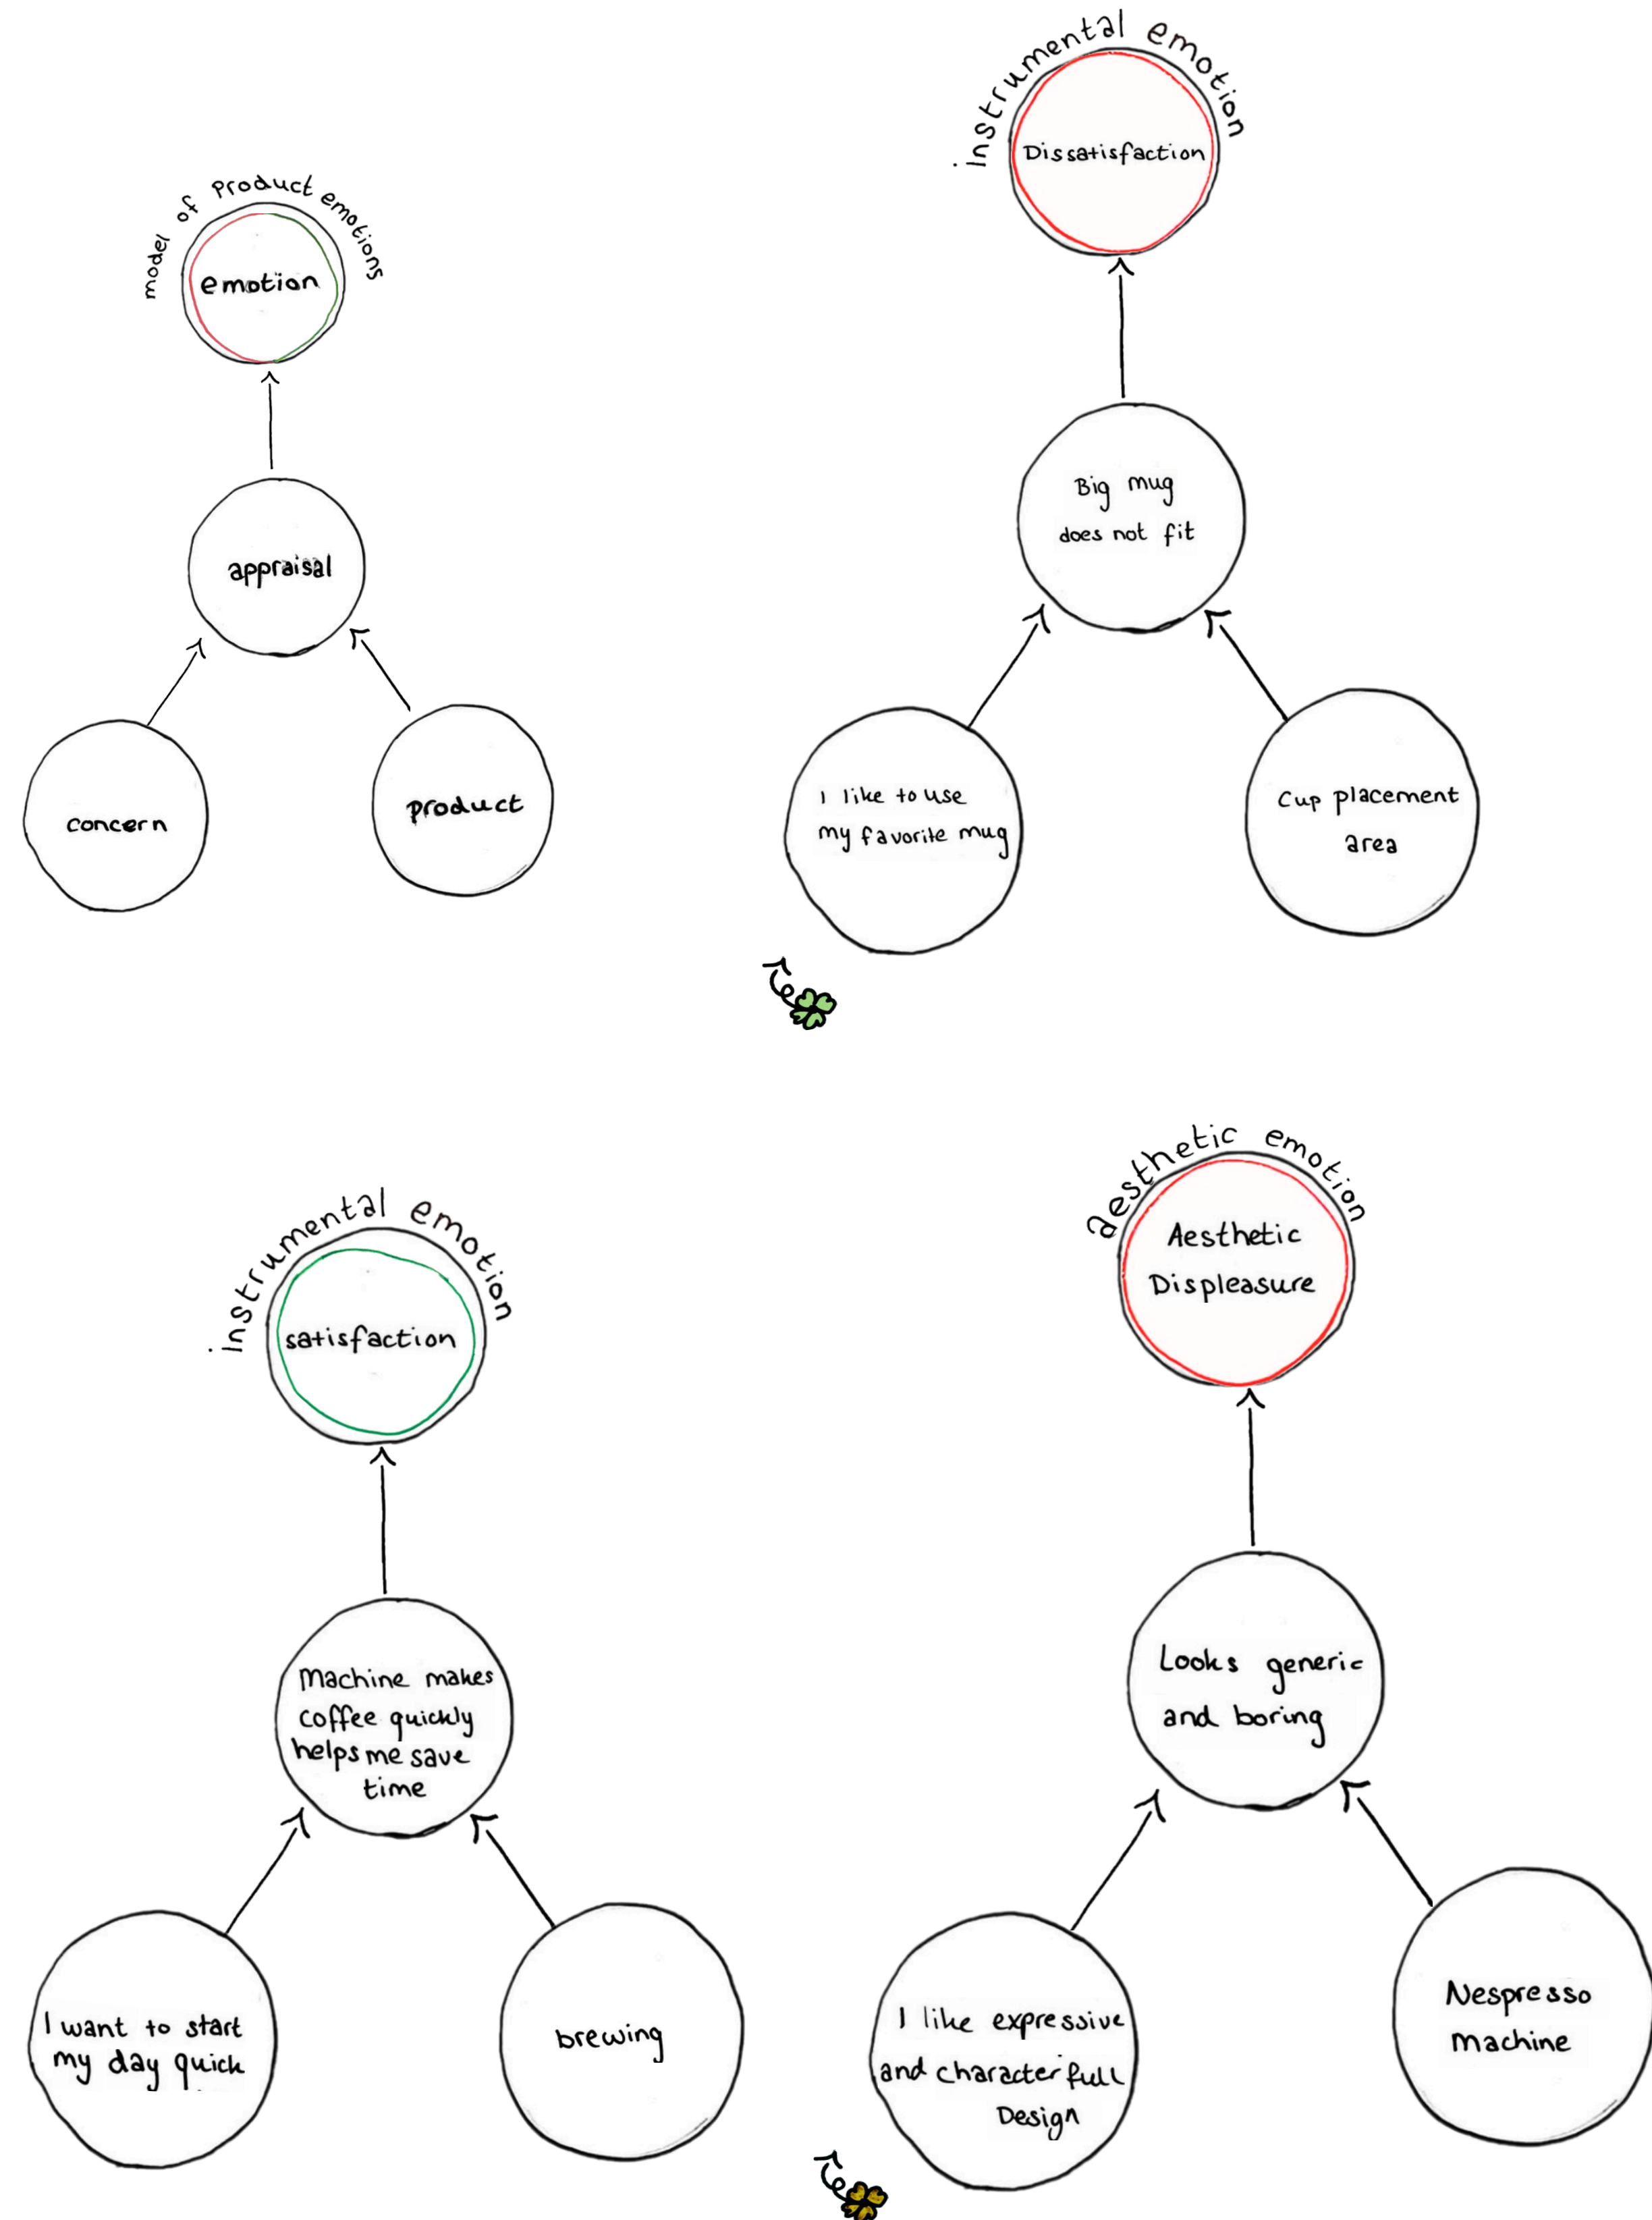 model of product emotions
emotion
appraisal
concern
product
instrumental emotion
Dissatisfaction
Big mug
does not fit
I like to use
my favorite mug
Cup placement
area
instrumental emotion
satisfaction
Machine makes
coffee quickly
helps me save
time
I want to start
my day quick
brewing
aesthetic emotion
Aesthetic
Displeasure
Looks generic
and boring
I like expressive
and characterfull
Design
Nespresso
machine